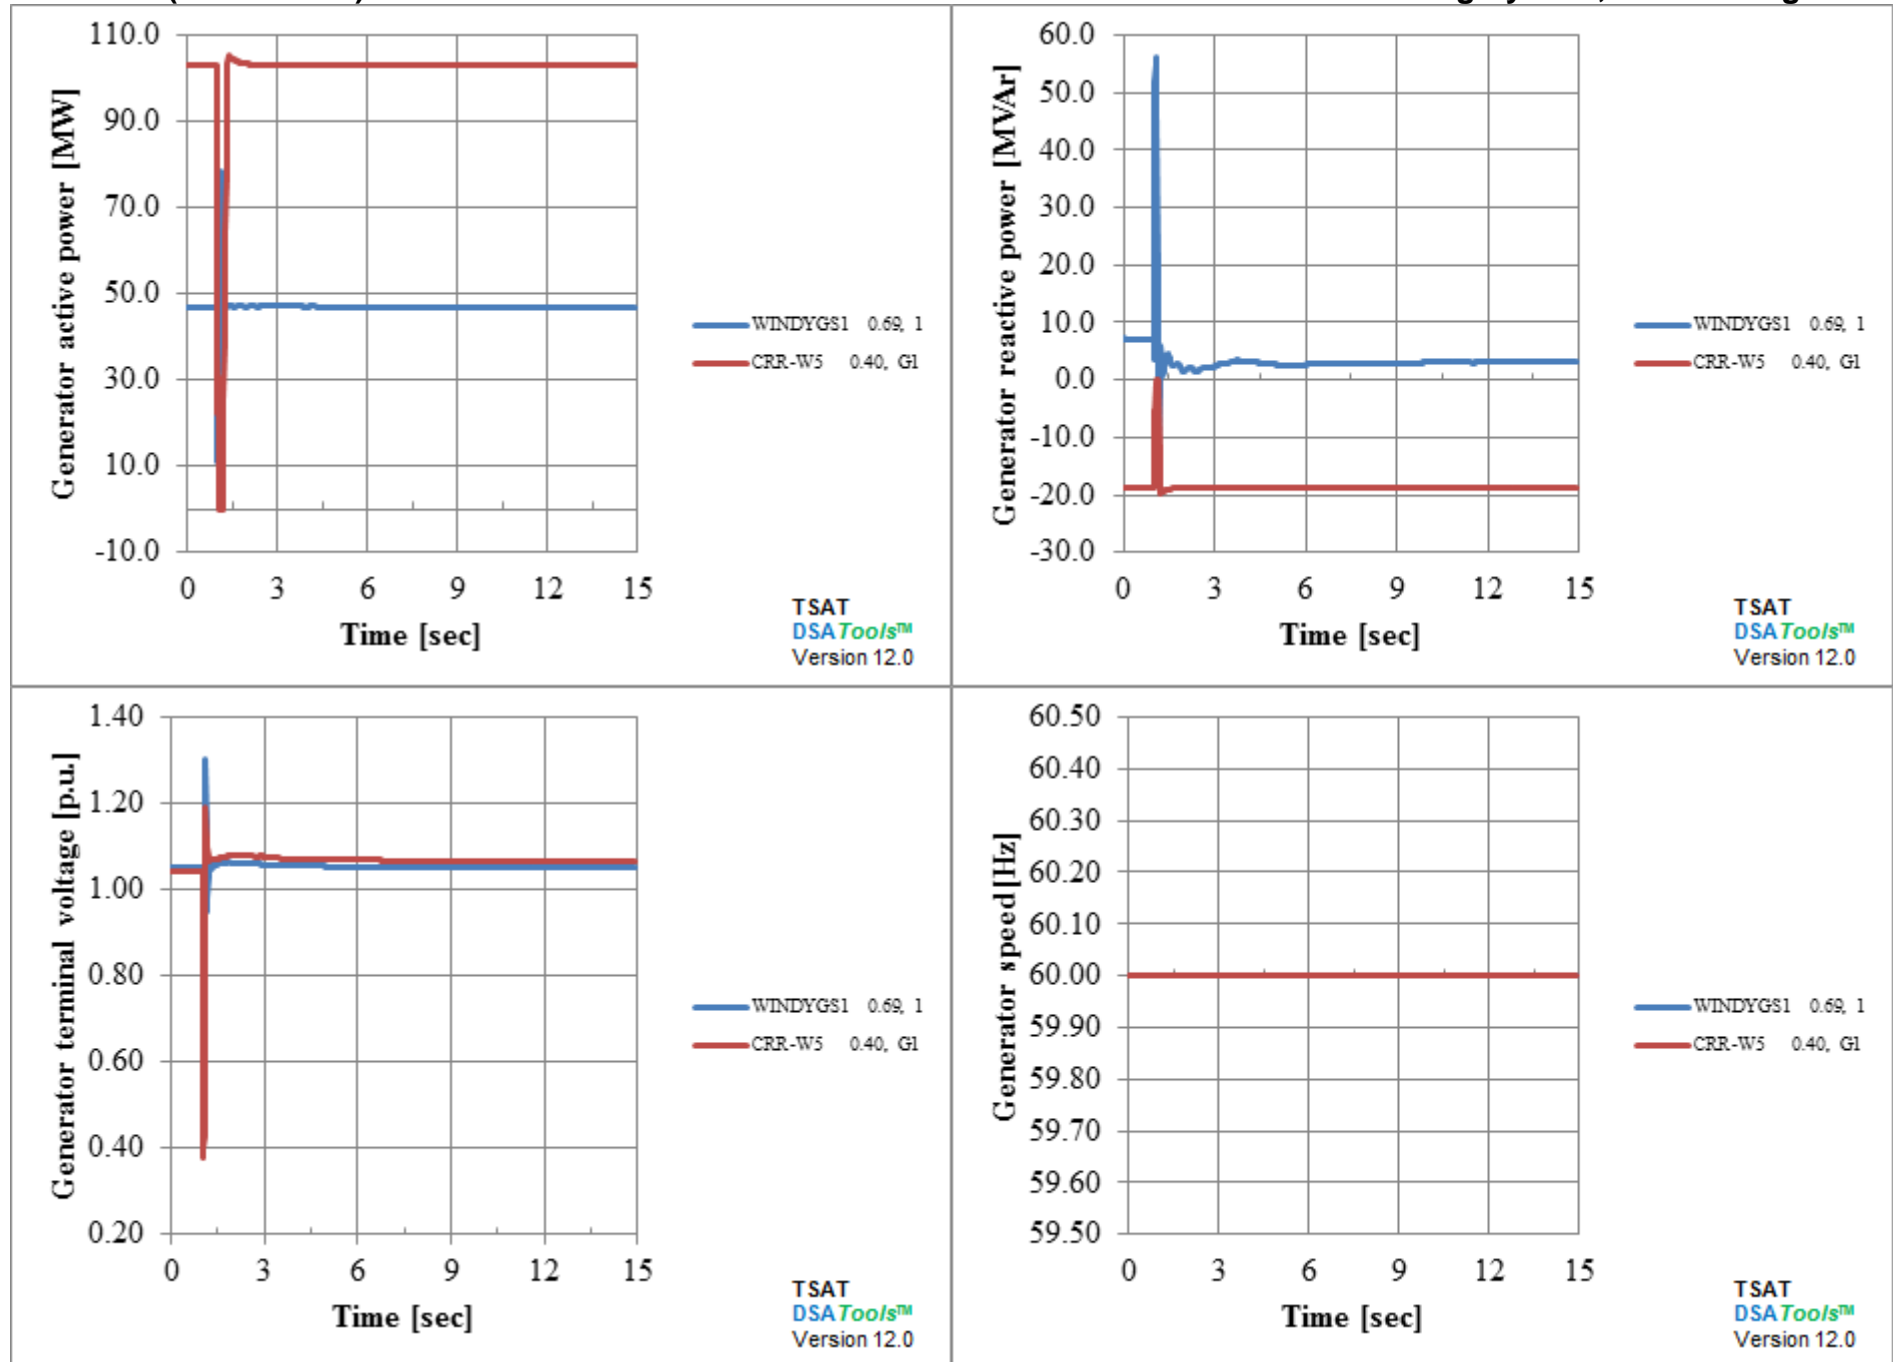 110.0
90.0
70.0
50.0
30.0
10.0
-10.0
Generator active power [MW]
0 3 6 9 12 15
Time [sec]
WINDYGS1 0.69, 1
CRR-W5 0.40, G1
TSAT
DSATools™
Version 12.0
60.0
50.0
40.0
30.0
20.0
10.0
0.0
-10.0
-20.0
-30.0
Generator reactive power [MVAr]
0 3 6 9 12 15
Time [sec]
WINDYGS1 0.69, 1
CRR-W5 0.40, G1
TSAT
DSATools™
Version 12.0
1.40
1.20
1.00
0.80
0.60
0.40
0.20
Generator terminal voltage [p.u.]
0 3 6 9 12 15
Time [sec]
WINDYGS1 0.69, 1
CRR-W5 0.40, G1
TSAT
DSATools™
Version 12.0
60.50
60.40
60.30
60.20
60.10
60.00
59.90
59.80
59.70
59.60
59.50
Generator speed[Hz]
0 3 6 9 12 15
Time [sec]
WINDYGS1 0.69, 1
CRR-W5 0.40, G1
TSAT
DSATools™
Version 12.0